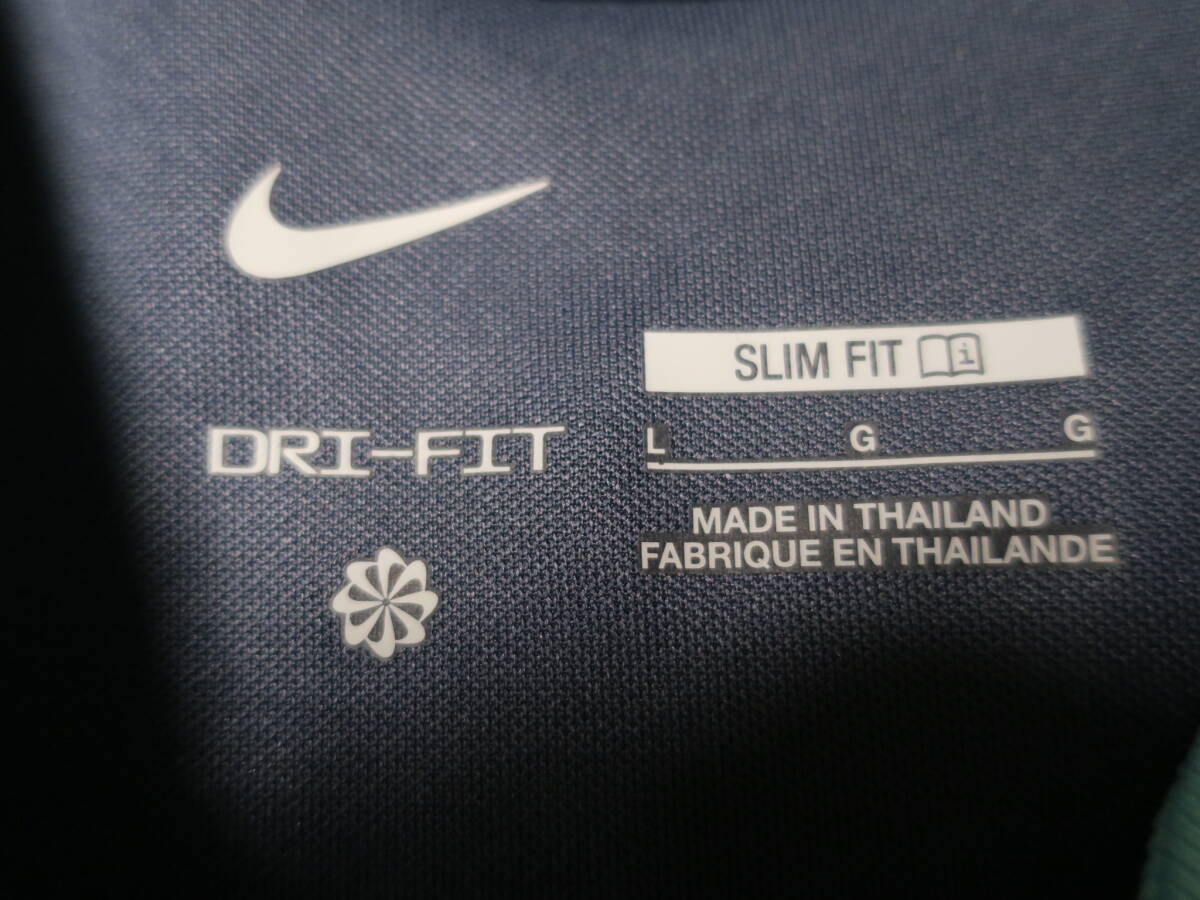 DRI-FIT
SLIM FIT i
L G G
MADE IN THAILAND
FABRIQUE EN THAILANDE